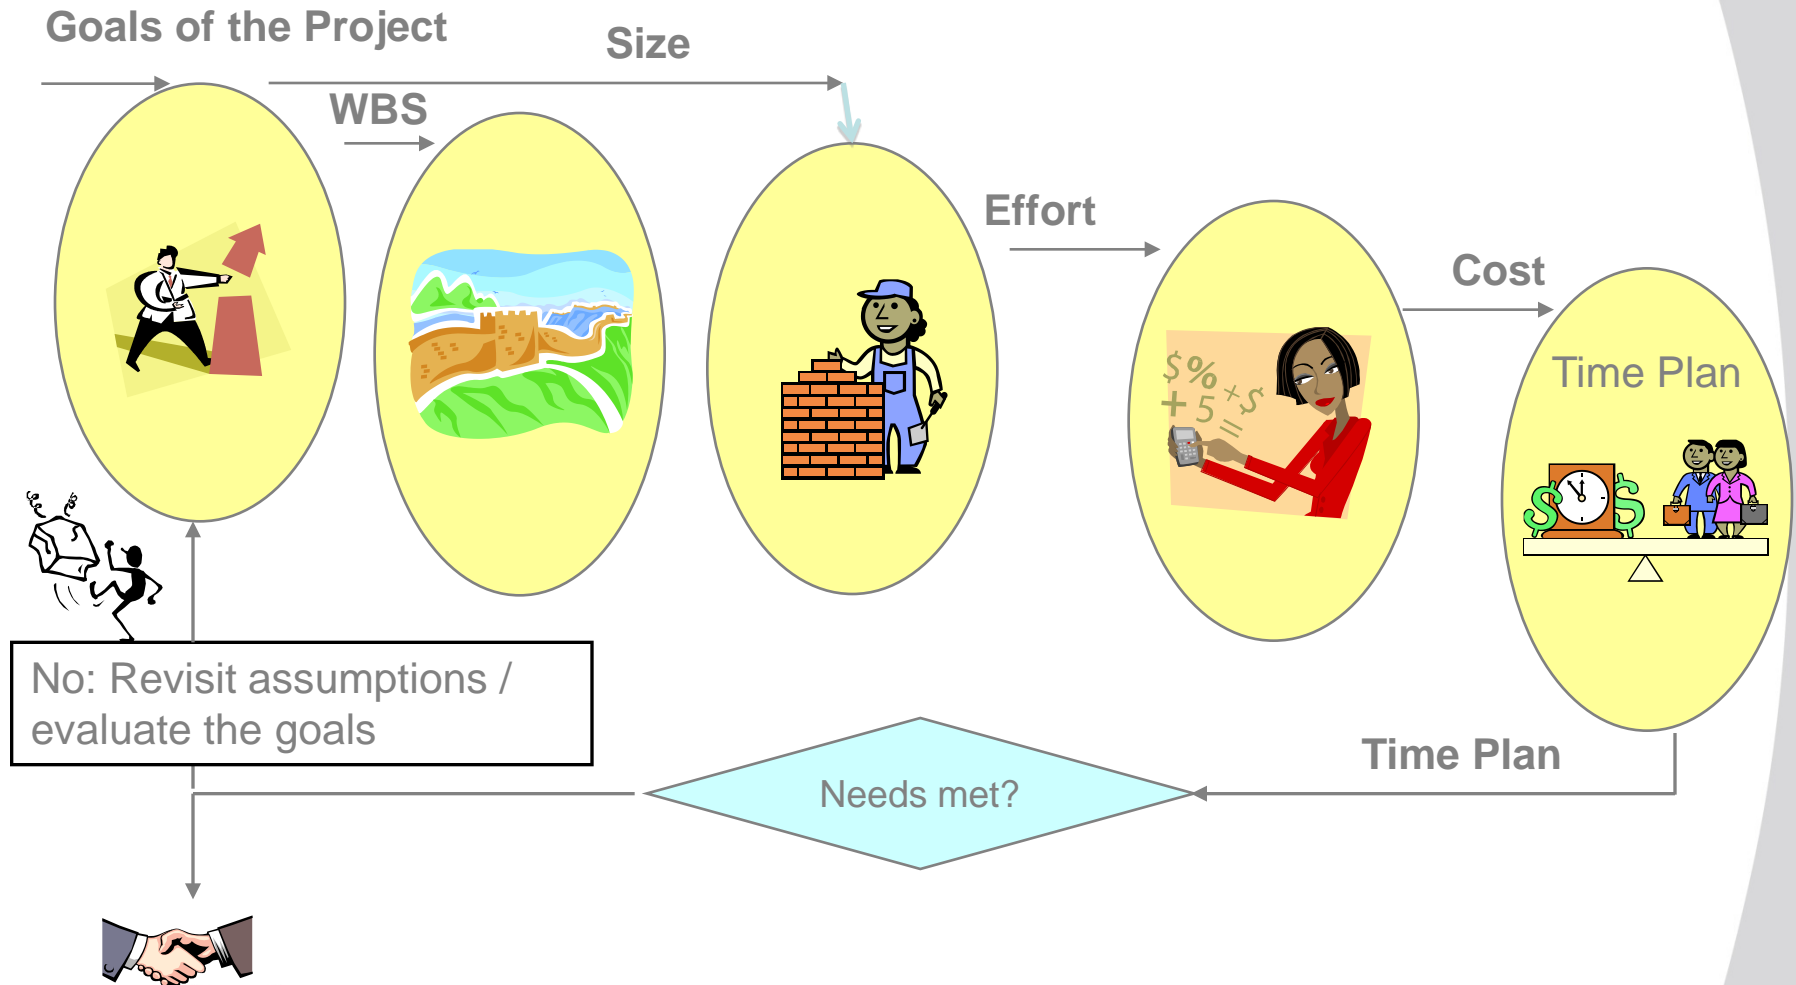 Goals of the Project
Size
WBS
Effort
Cost
Time Plan
$%+$
+5=
$ $
No: Revisit assumptions /
evaluate the goals
Needs met?
Time Plan